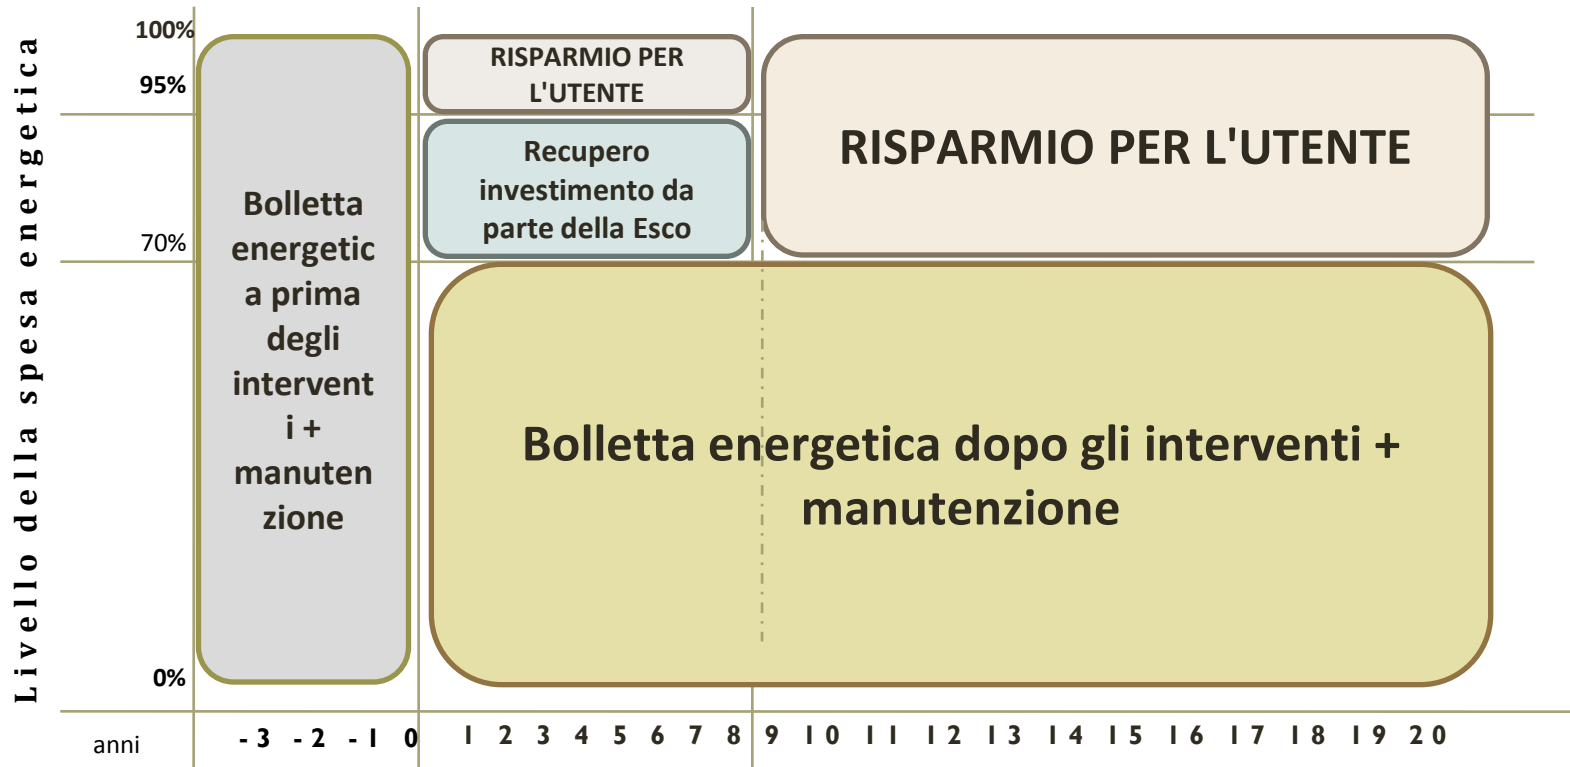 Livello della spesa energetica
100%
95%
70%
0%
Bolletta
energetic
a prima
degli
intervent
i +
manuten
zione
RISPARMIO PER
L'UTENTE
Recupero
investimento da
parte della Esco
RISPARMIO PER L'UTENTE
Bolletta energetica dopo gli interventi +
manutenzione
anni -3 -2 -1 0 1 2 3 4 5 6 7 8 9 10 11 12 13 14 15 16 17 18 19 20